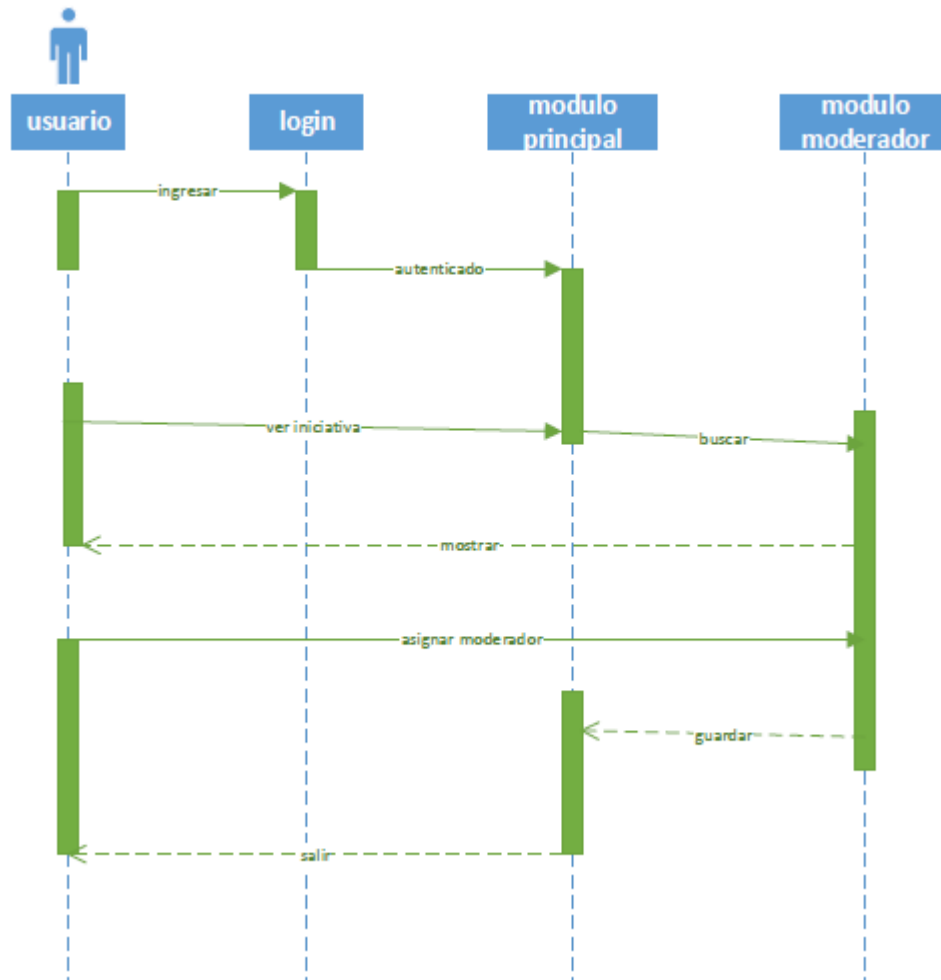 usuario
login
modulo
principal
modulo
moderador
ingresar
autenticado
ver iniciativa
buscar
mostrar
asignar moderador
guardar
salir